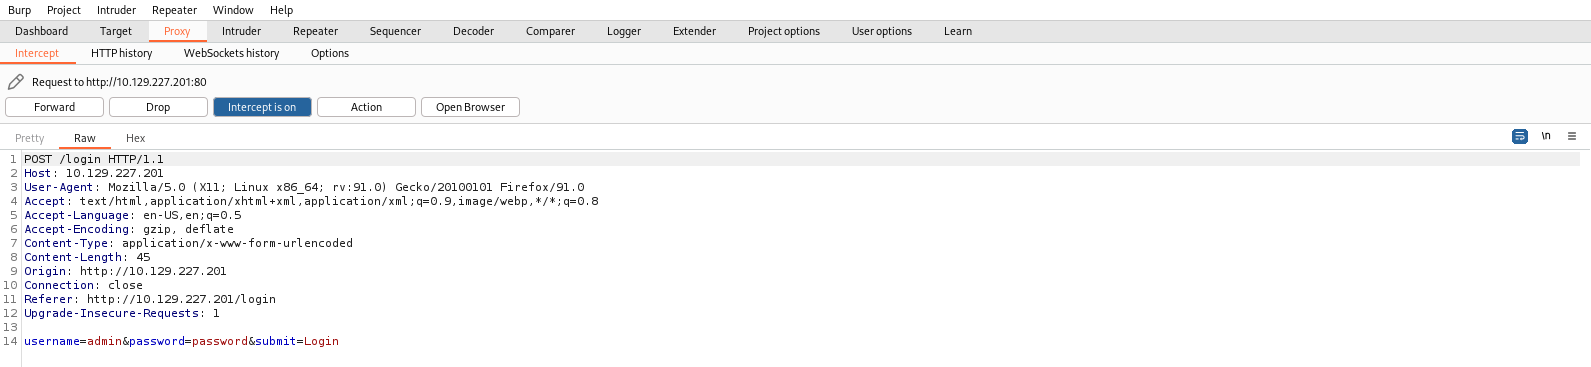 Burp Project Intruder Repeater Window Help
Dashboard Target Proxy Intruder Repeater Sequencer Decoder Comparer Logger Extender Project options User options Learn
Intercept HTTP history WebSockets history Options
Request to http://10.129.227.201:80
Forward Drop Intercept is on Action Open Browser
Pretty Raw Hex \n
1 POST /login HTTP/1.1
2 Host: 10.129.227.201
3 User-Agent: Mozilla/5.0 (X11; Linux x86_64; rv:91.0) Gecko/20100101 Firefox/91.0
4 Accept: text/html,application/xhtml+xml,application/xml;q=0.9,image/webp,*/*;q=0.8
5 Accept-Language: en-US,en;q=0.5
6 Accept-Encoding: gzip, deflate
7 Content-Type: application/x-www-form-urlencoded
8 Content-Length: 45
9 Origin: http://10.129.227.201
10 Connection: close
11 Referer: http://10.129.227.201/login
12 Upgrade-Insecure-Requests: 1
13
14 username=admin&password=password&submit=Login